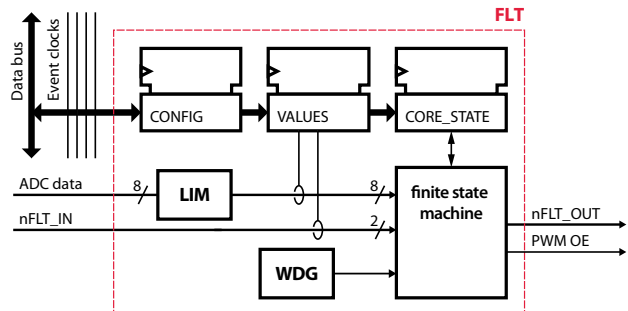 FLT
Data bus
Event clocks
CONFIG
VALUES
CORE_STATE
ADC data
8
LIM
8
finite state
machine
nFLT_IN
2
nFLT_OUT
PWM OE
WDG